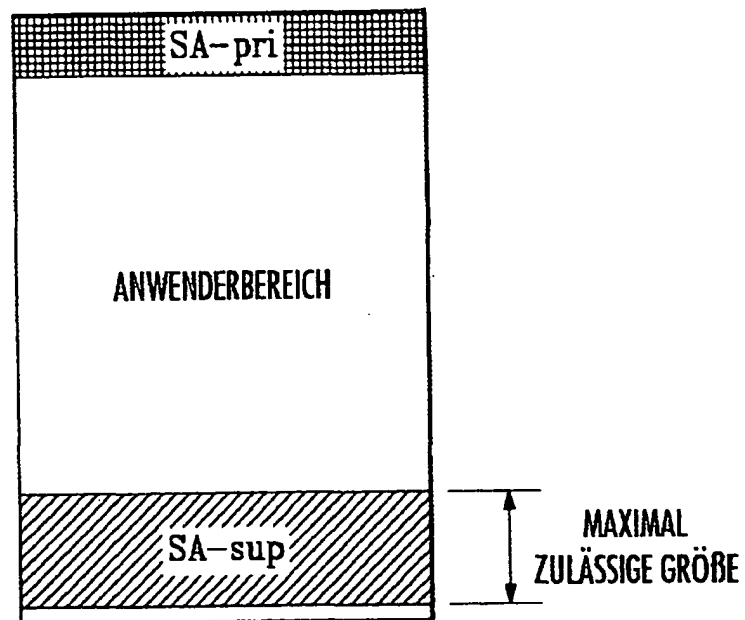 SA-pri
ANWENDERBEREICH
SA-sup
MAXIMAL
ZULÄSSIGE GRÖßE